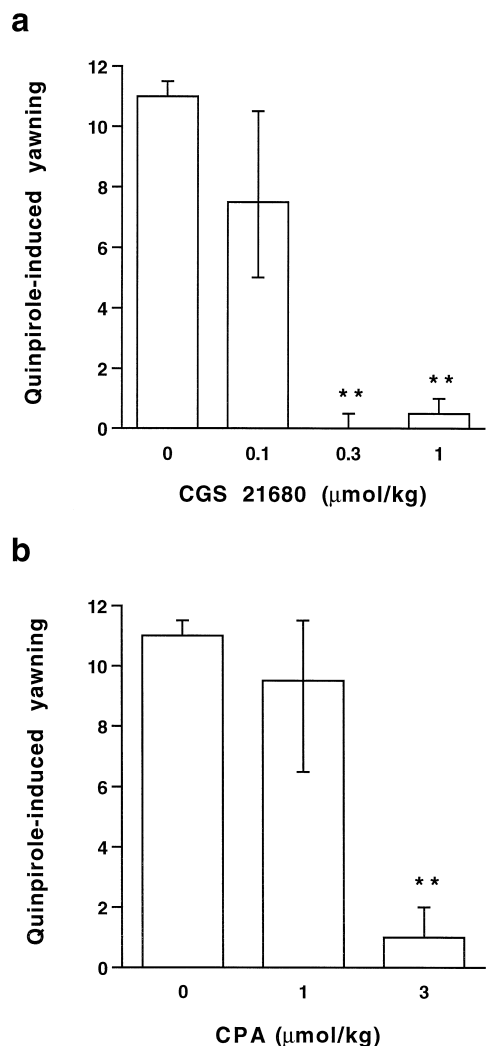 a
Quinpirole-induced yawning
12
10
8
6
4
2
0
**
**
0 0.1 0.3 1
CGS 21680 (μmol/kg)
b
Quinpirole-induced yawning
12
10
8
6
4
2
0
**
0 1 3
CPA (μmol/kg)